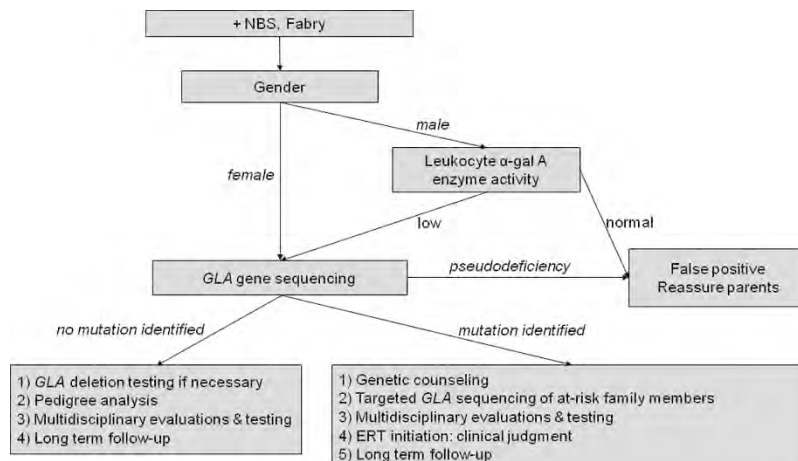 + NBS, Fabry
Gender
male
female
Leukocyte α-gal A
enzyme activity
low
normal
GLA gene sequencing
pseudodeficiency
False positive
Reassure parents
no mutation identified
mutation identified
1) GLA deletion testing if necessary
2) Pedigree analysis
3) Multidisciplinary evaluations & testing
4) Long term follow-up
1) Genetic counseling
2) Targeted GLA sequencing of at-risk family members
3) Multidisciplinary evaluations & testing
4) ERT initiation: clinical judgment
5) Long term follow-up